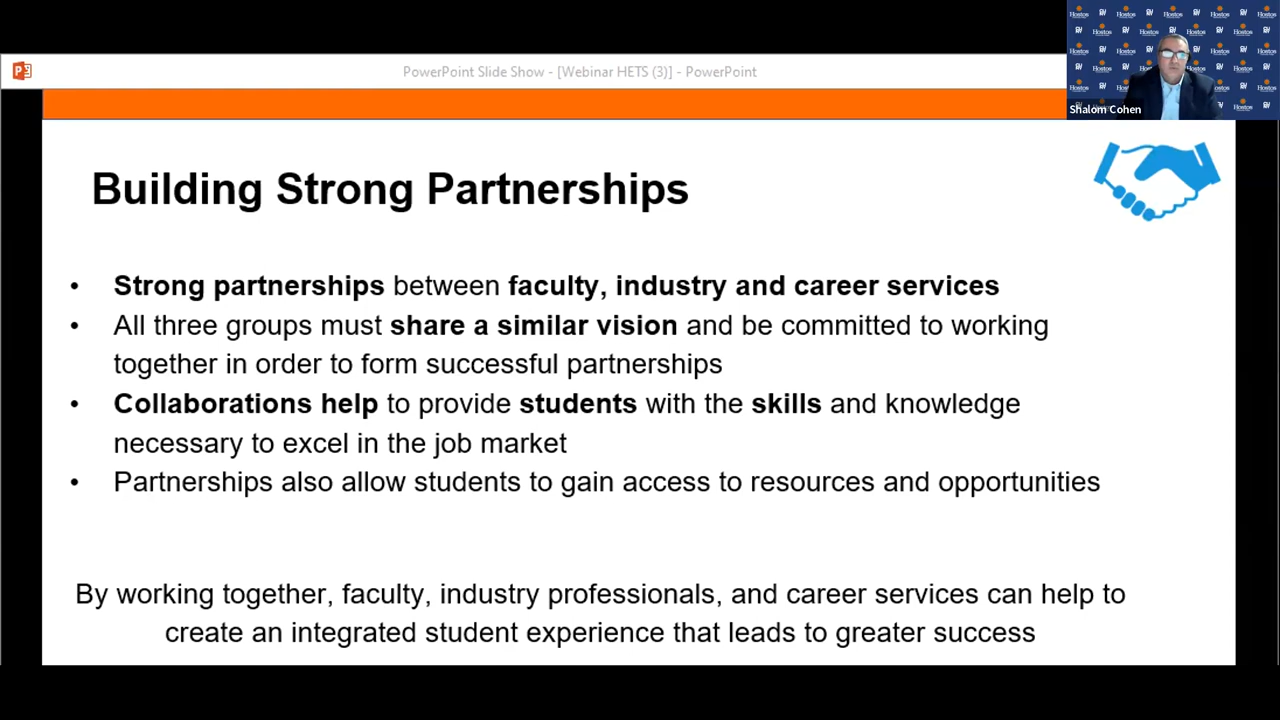 PowerPoint Slide Show - [Webinar HETS (3)] - PowerPoint
Hostos
Shalom Cohen
Building Strong Partnerships
• Strong partnerships between faculty, industry and career services
• All three groups must share a similar vision and be committed to working
together in order to form successful partnerships
• Collaborations help to provide students with the skills and knowledge
necessary to excel in the job market
• Partnerships also allow students to gain access to resources and opportunities
By working together, faculty, industry professionals, and career services can help to
create an integrated student experience that leads to greater success